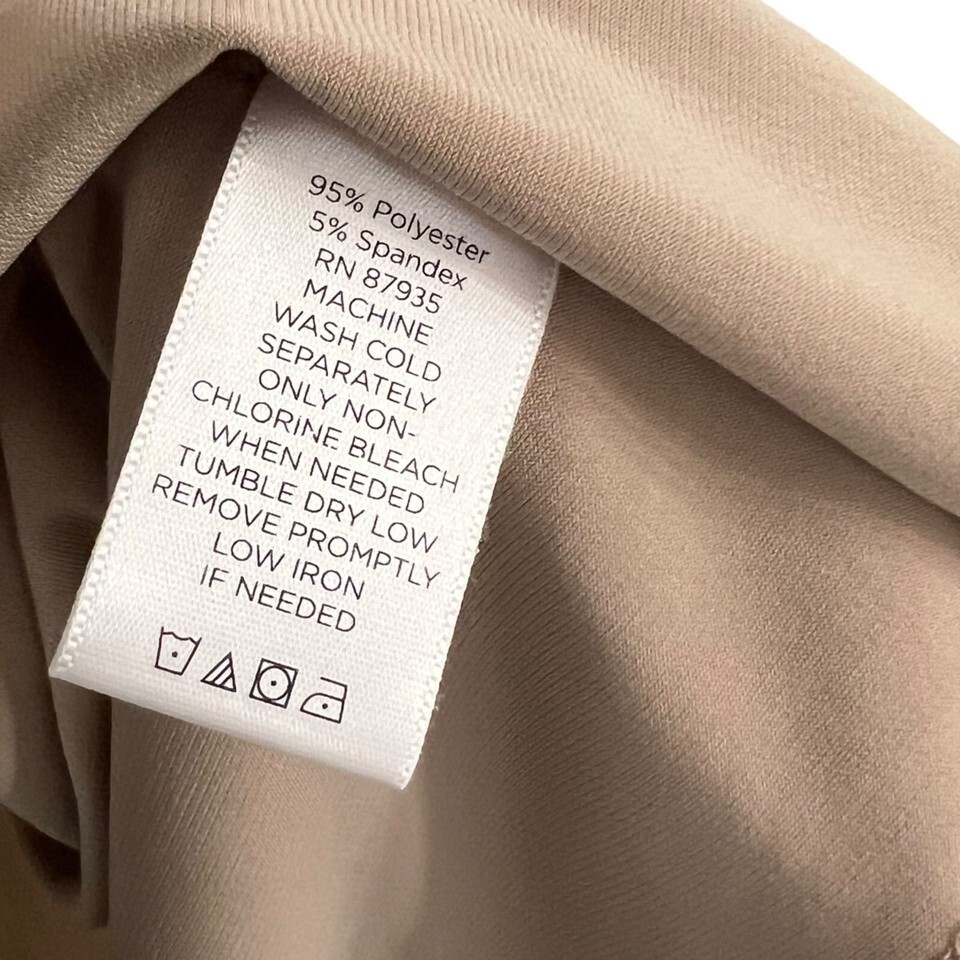 95% Polyester
5% Spandex
RN 87935
MACHINE
WASH COLD
SEPARATELY
ONLY NON-
CHLORINE BLEACH
WHEN NEEDED
TUMBLE DRY LOW
REMOVE PROMPTLY
LOW IRON
IF NEEDED